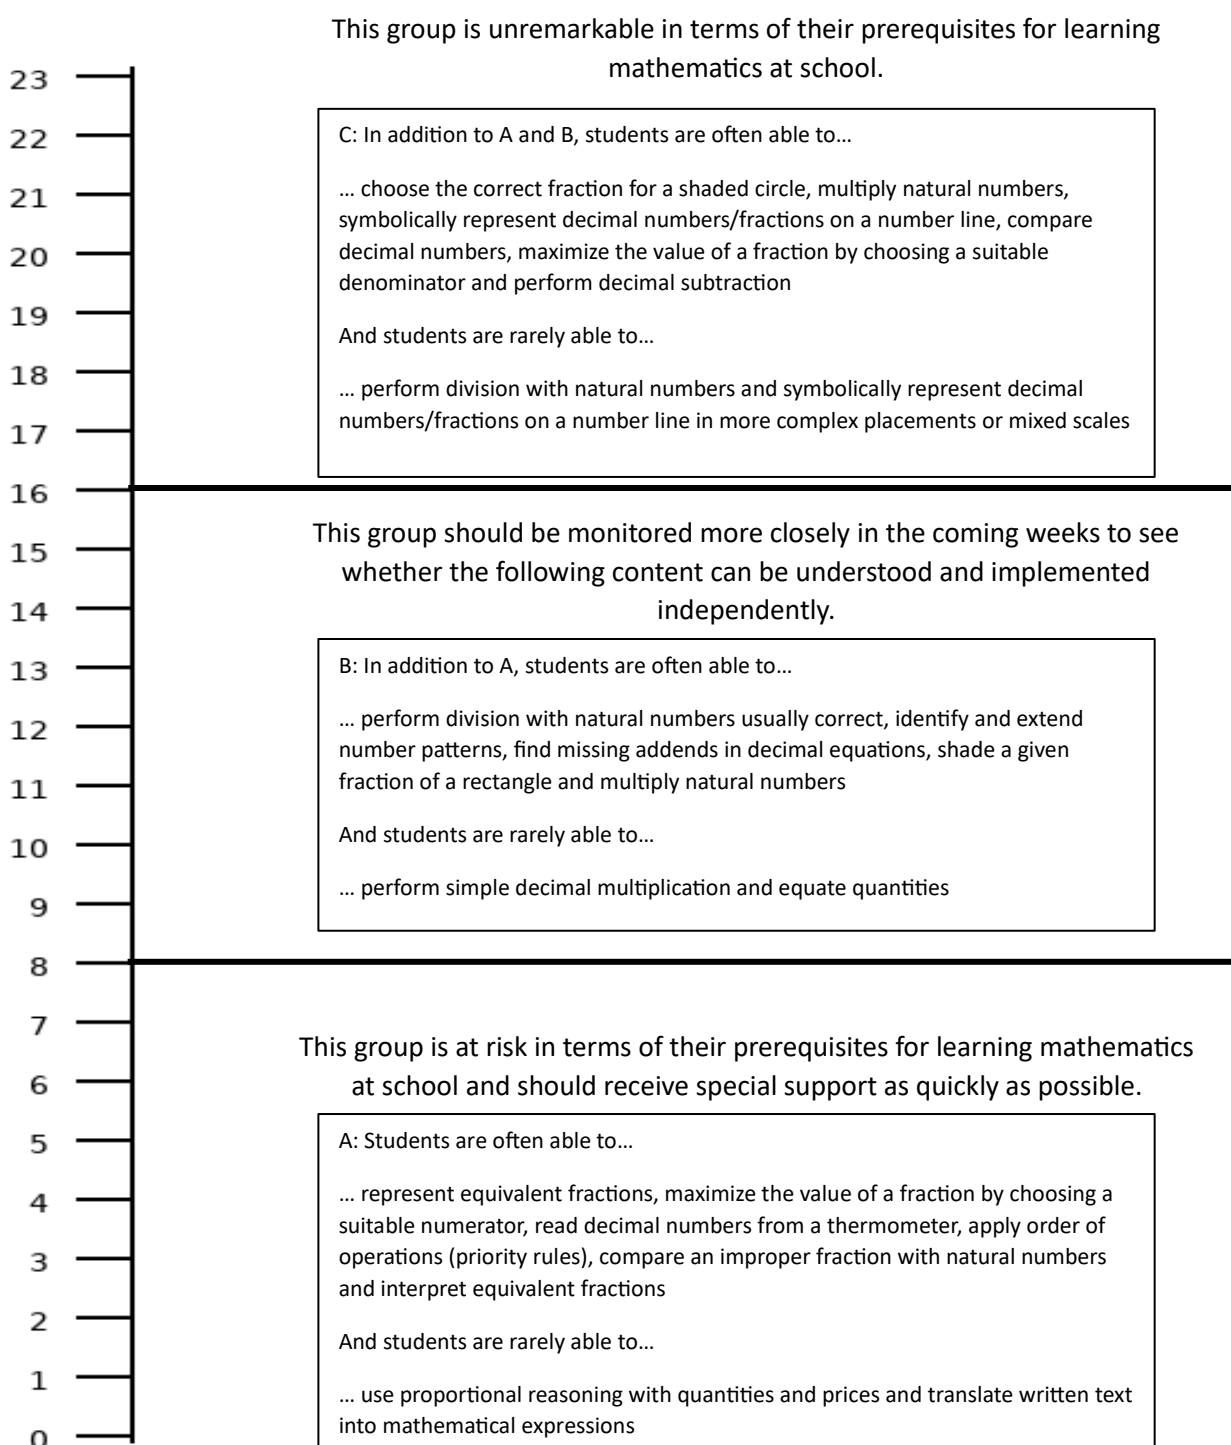 This group is unremarkable in terms of their prerequisites for learning
mathematics at school.
23
22
21
20
19
18
17
16
C: In addition to A and B, students are often able to…
… choose the correct fraction for a shaded circle, multiply natural numbers,
symbolically represent decimal numbers/fractions on a number line, compare
decimal numbers, maximize the value of a fraction by choosing a suitable
denominator and perform decimal subtraction
And students are rarely able to…
… perform division with natural numbers and symbolically represent decimal
numbers/fractions on a number line in more complex placements or mixed scales
This group should be monitored more closely in the coming weeks to see
whether the following content can be understood and implemented
independently.
15
14
13
12
11
10
9
8
B: In addition to A, students are often able to…
… perform division with natural numbers usually correct, identify and extend
number patterns, find missing addends in decimal equations, shade a given
fraction of a rectangle and multiply natural numbers
And students are rarely able to…
… perform simple decimal multiplication and equate quantities
This group is at risk in terms of their prerequisites for learning mathematics
at school and should receive special support as quickly as possible.
7
6
5
4
3
2
1
0
A: Students are often able to…
… represent equivalent fractions, maximize the value of a fraction by choosing a
suitable numerator, read decimal numbers from a thermometer, apply order of
operations (priority rules), compare an improper fraction with natural numbers
and interpret equivalent fractions
And students are rarely able to…
… use proportional reasoning with quantities and prices and translate written text
into mathematical expressions